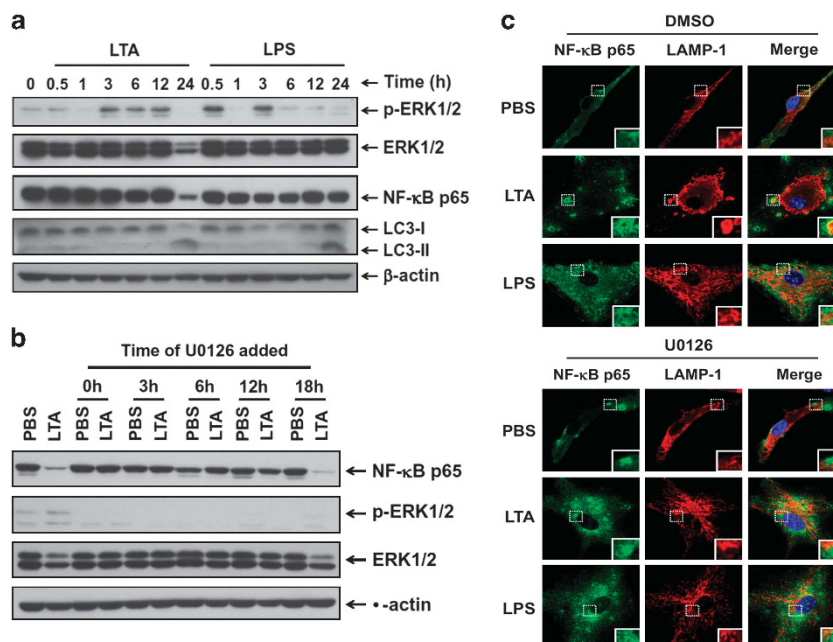 a
LTA LPS
0 0.5 1 3 6 12 24 0.5 1 3 6 12 24 ← Time (h)
← p-ERK1/2
← ERK1/2
← NF-κB p65
← LC3-I
← LC3-II
← β-actin
b
Time of U0126 added
0h 3h 6h 12h 18h
PBS LTA PBS LTA PBS LTA PBS LTA PBS LTA PBS LTA
← NF-κB p65
← p-ERK1/2
← ERK1/2
← •-actin
c
DMSO
NF-κB p65 LAMP-1 Merge
PBS
LTA
LPS
U0126
NF-κB p65 LAMP-1 Merge
PBS
LTA
LPS